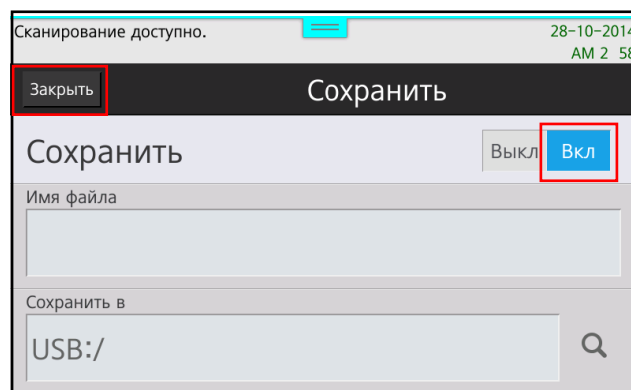 Сканирование доступно.
28-10-2014
AM 2 58
Закрыть
Сохранить
Сохранить
Выкл
Вкл
Имя файла
Сохранить в
USB:/